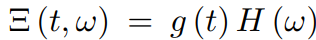 Ξ (t, ω) = g (t) H (ω)